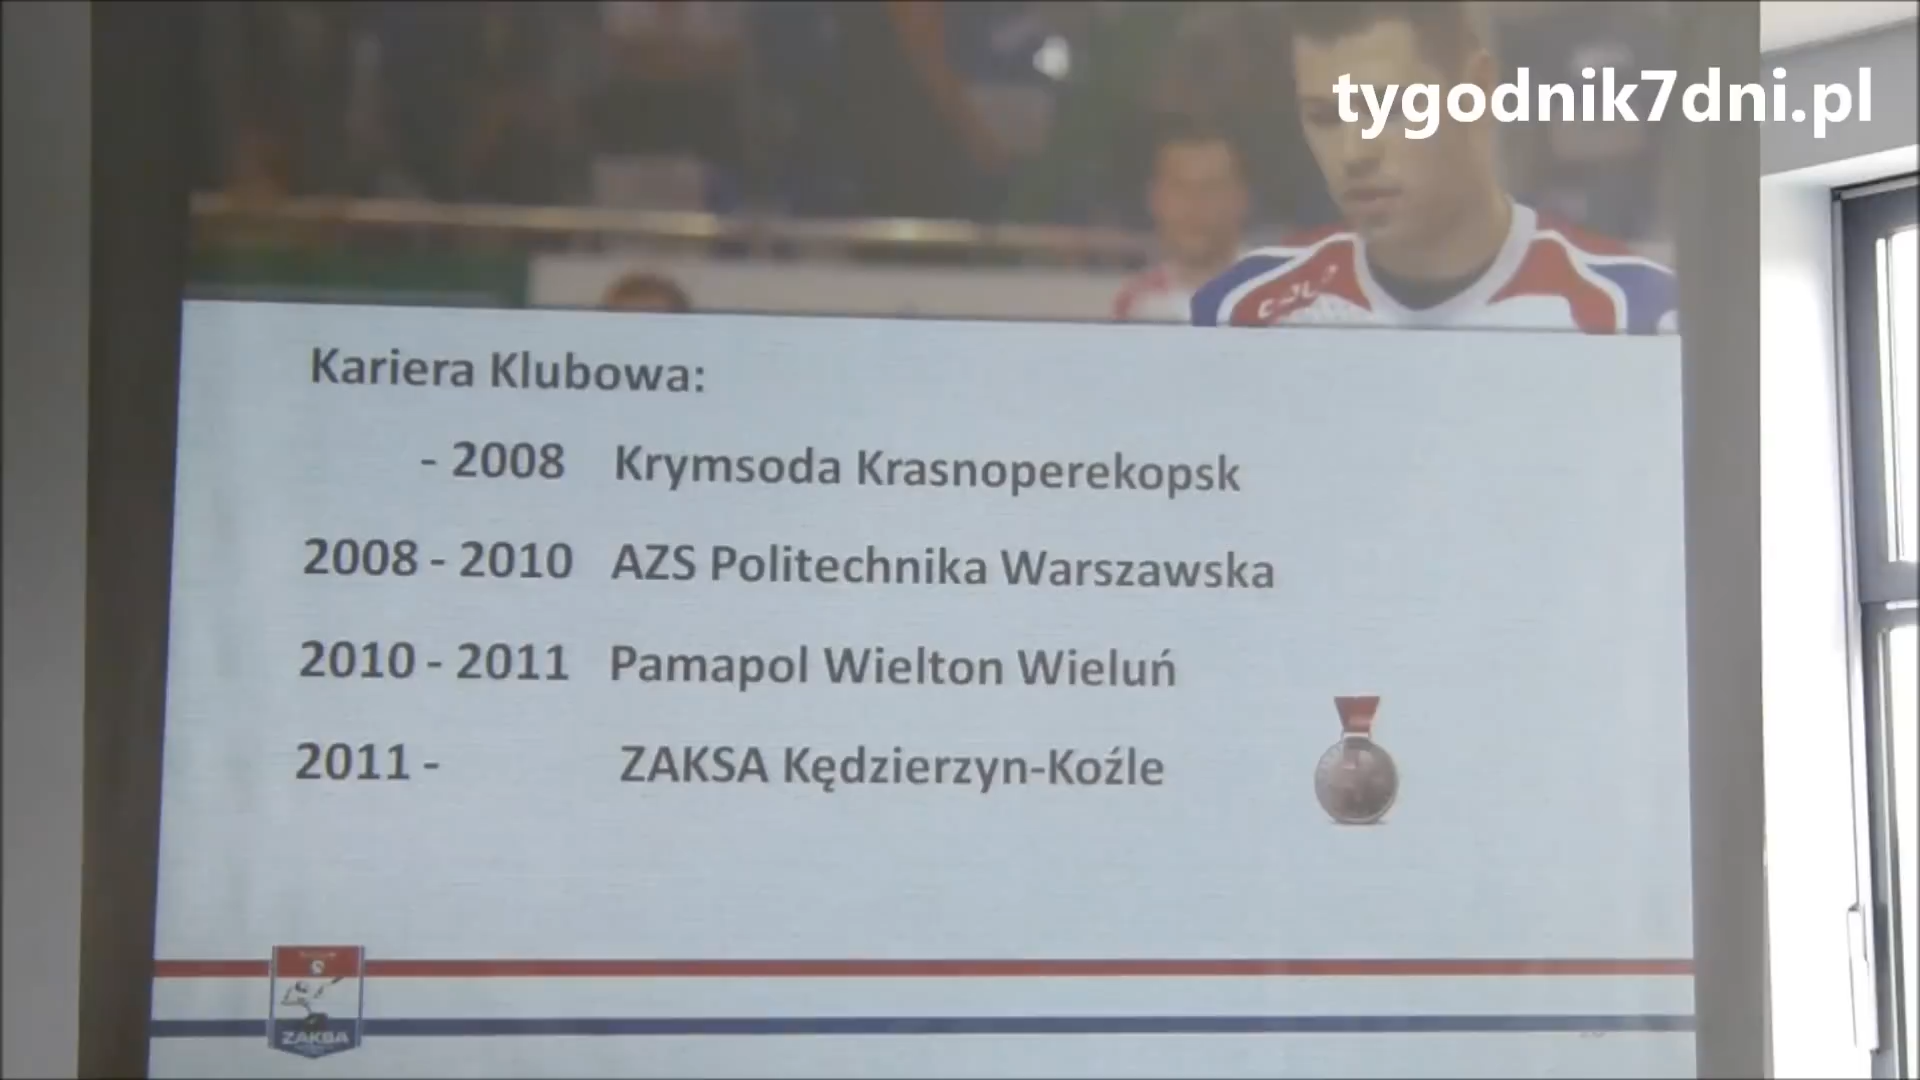 tygodnik7dni.pl
Kariera Klubowa:
- 2008 Krymsoda Krasnoperekopsk
2008 - 2010 AZS Politechnika Warszawska
2010 - 2011 Pamapol Wielton Wieluń
2011 - ZAKSA Kędzierzyn-Koźle
ZAKSA